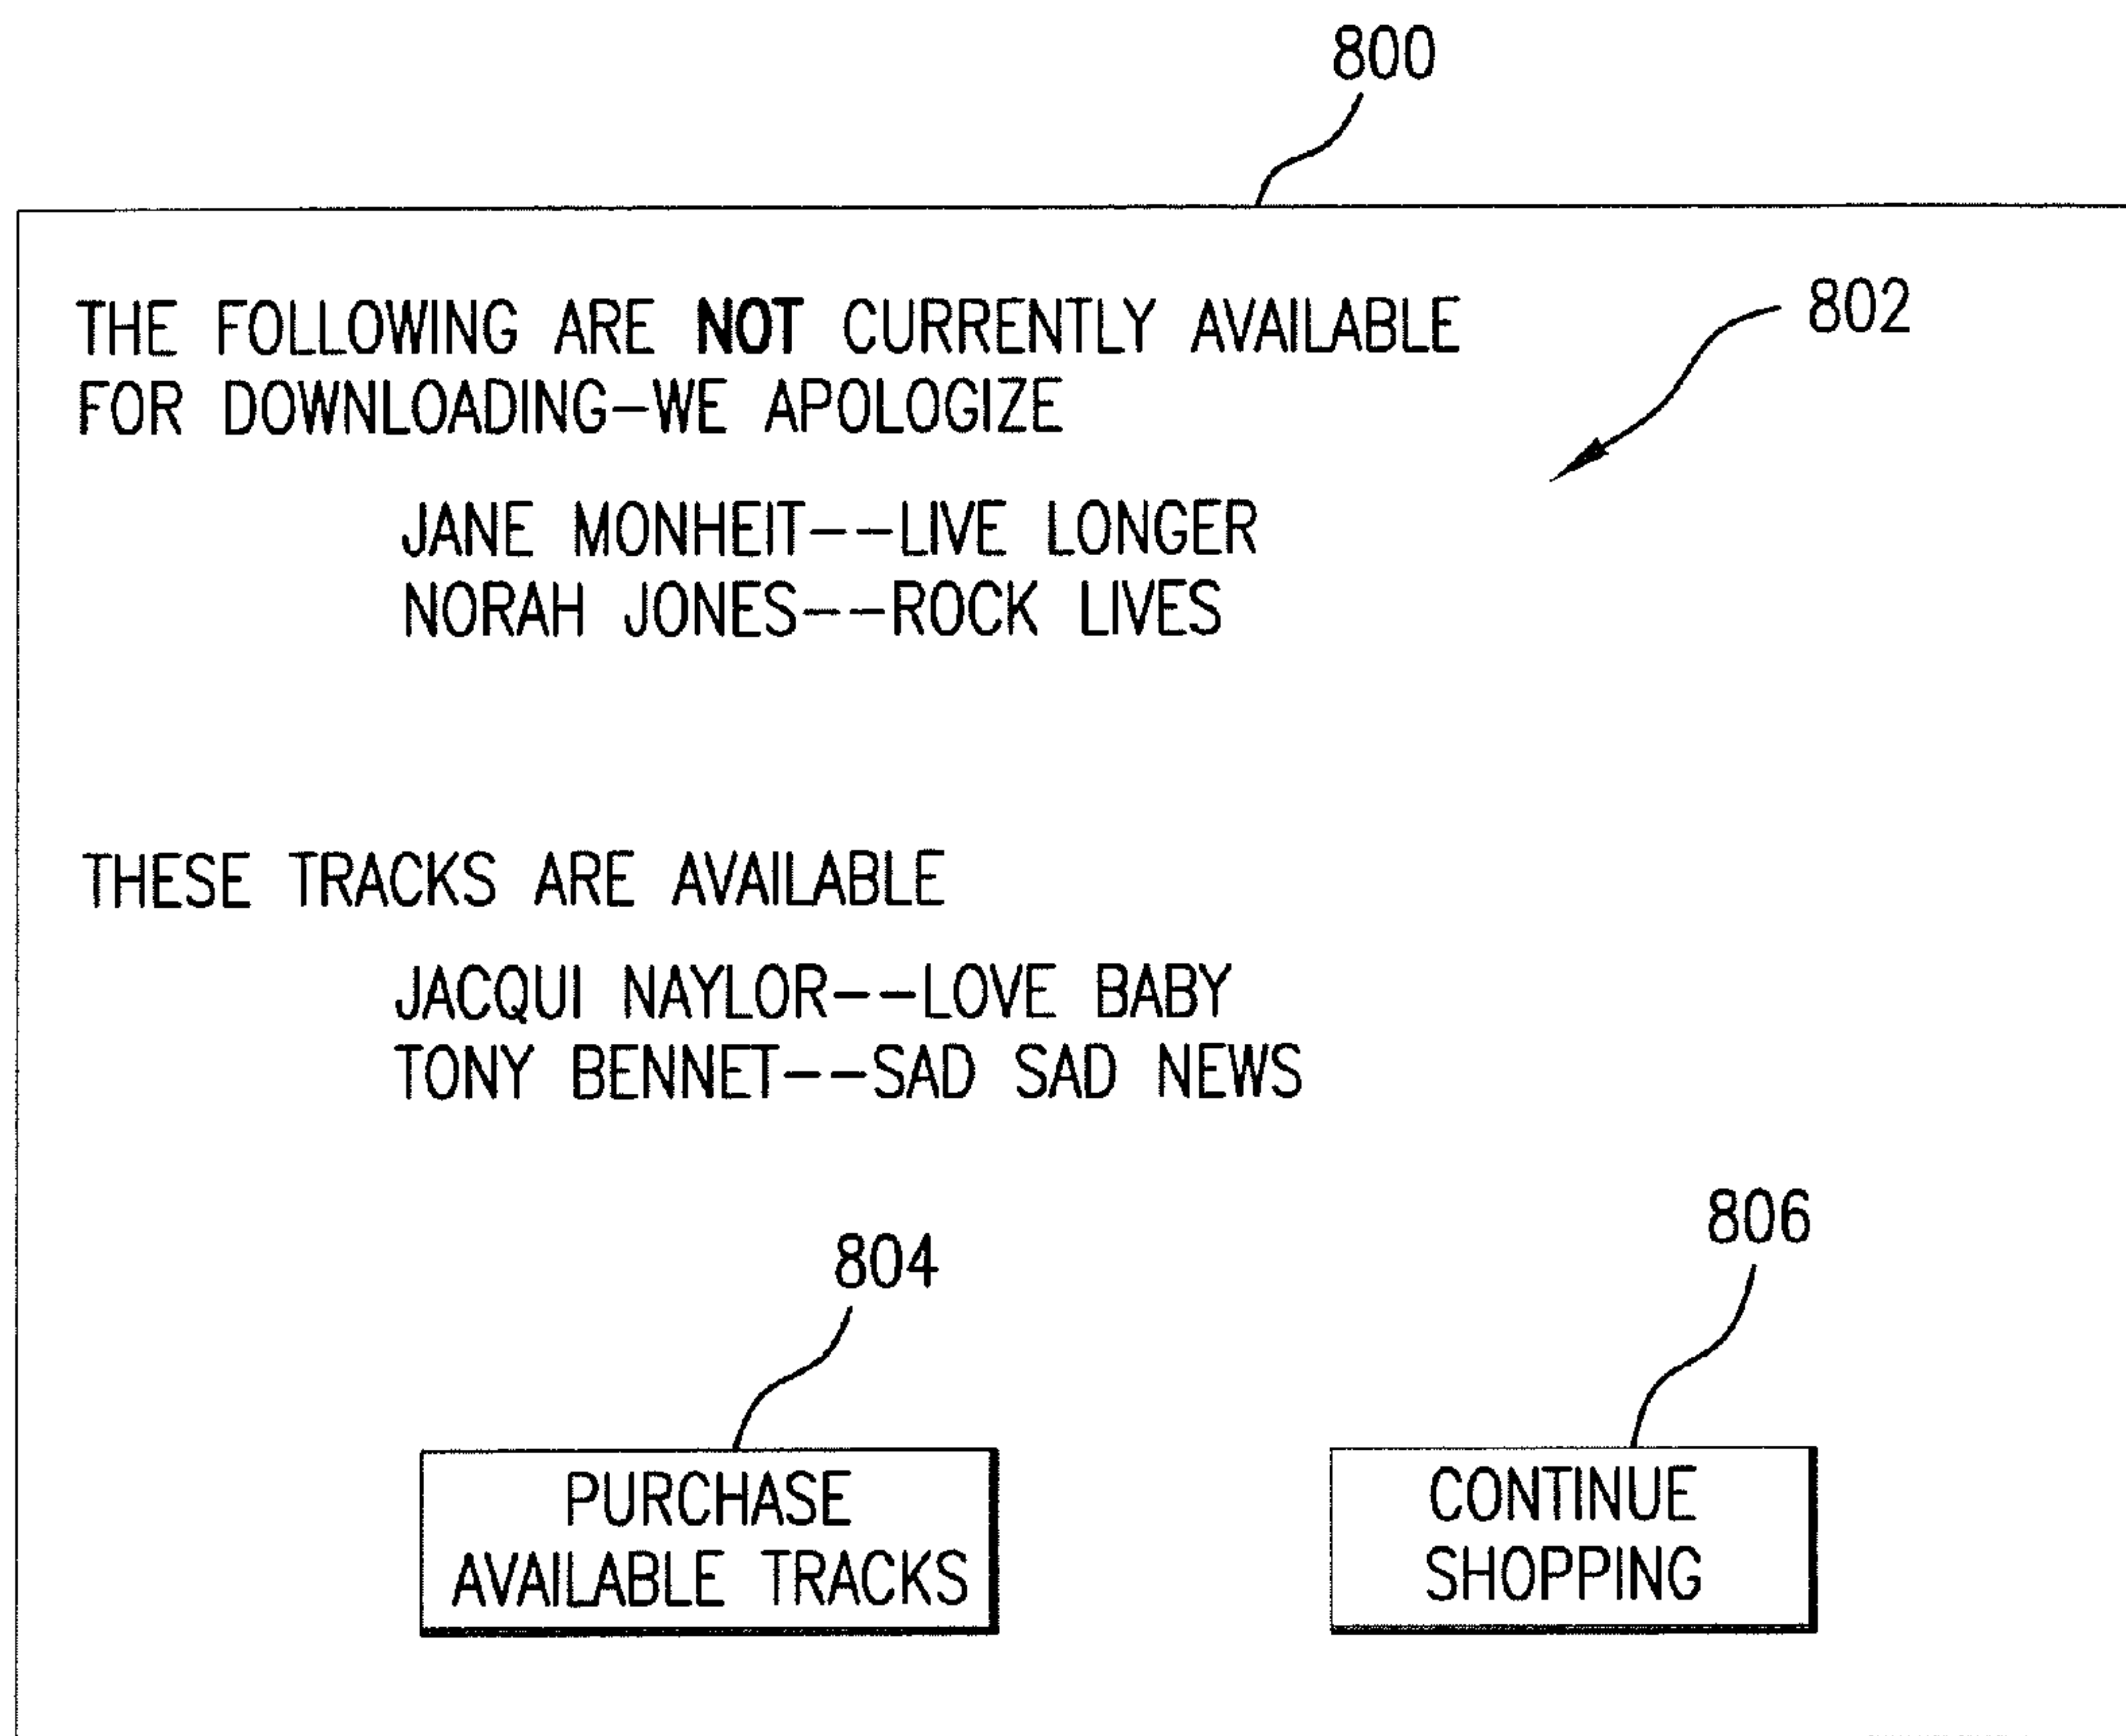 800
THE FOLLOWING ARE NOT CURRENTLY AVAILABLE
802
FOR DOWNLOADING–WE APOLOGIZE
JANE MONHEIT––LIVE LONGER
NORAH JONES––ROCK LIVES
THESE TRACKS ARE AVAILABLE
JACQUI NAYLOR––LOVE BABY
TONY BENNET––SAD SAD NEWS
804
806
PURCHASE
AVAILABLE TRACKS
CONTINUE
SHOPPING